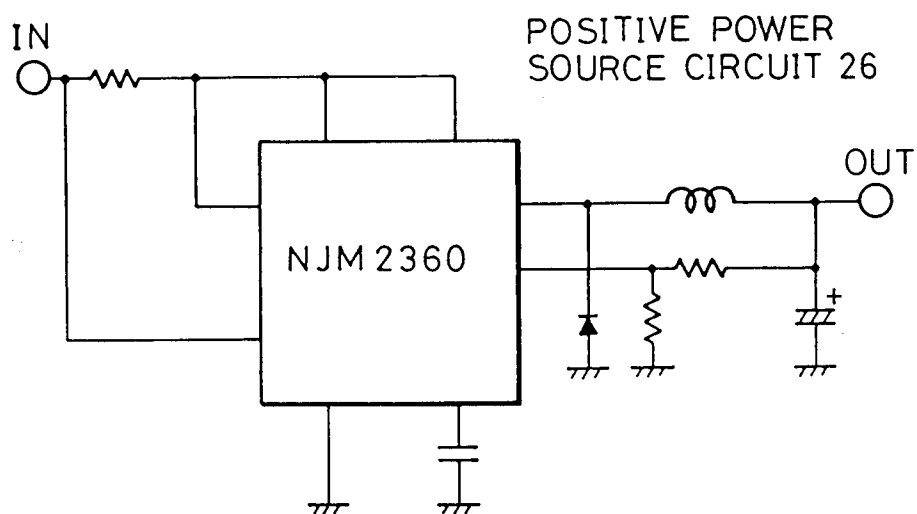 IN
POSITIVE POWER
SOURCE CIRCUIT 26
OUT
NJM 2360
+